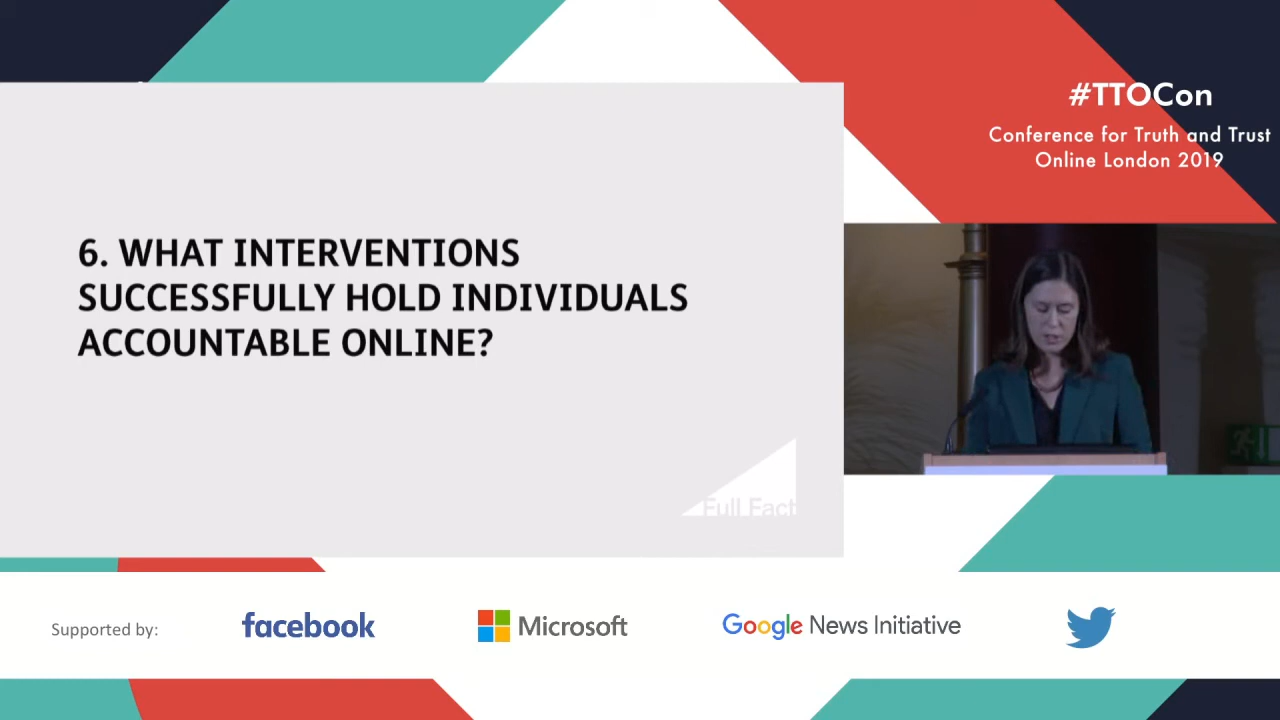 #TTOCon
Conference for Truth and Trust
Online London 2019
6. WHAT INTERVENTIONS
SUCCESSFULLY HOLD INDIVIDUALS
ACCOUNTABLE ONLINE?
Full Fact
Supported by:
facebook
Microsoft
Google News Initiative